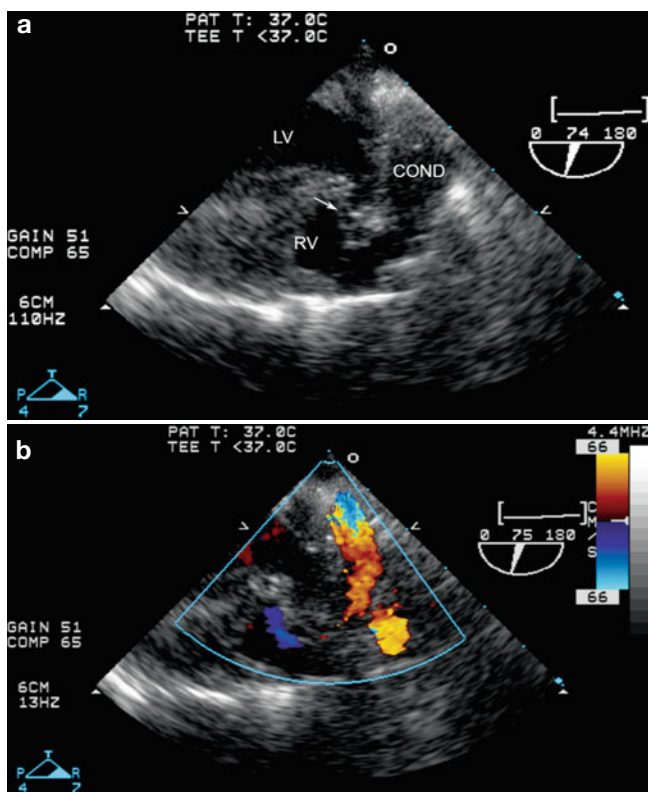 a
PAT T: 37.0C
TEE T <37.0C
LV
COND
0 74 180
RV
GAIN 51
COMP 65
6CM
110HZ
T
P R
4 7
b
PAT T: 37.0C
TEE T <37.0C
4.4MHZ
66
0 75 180
CM/S
66
GAIN 51
COMP 65
6CM
13HZ
T
P R
4 7